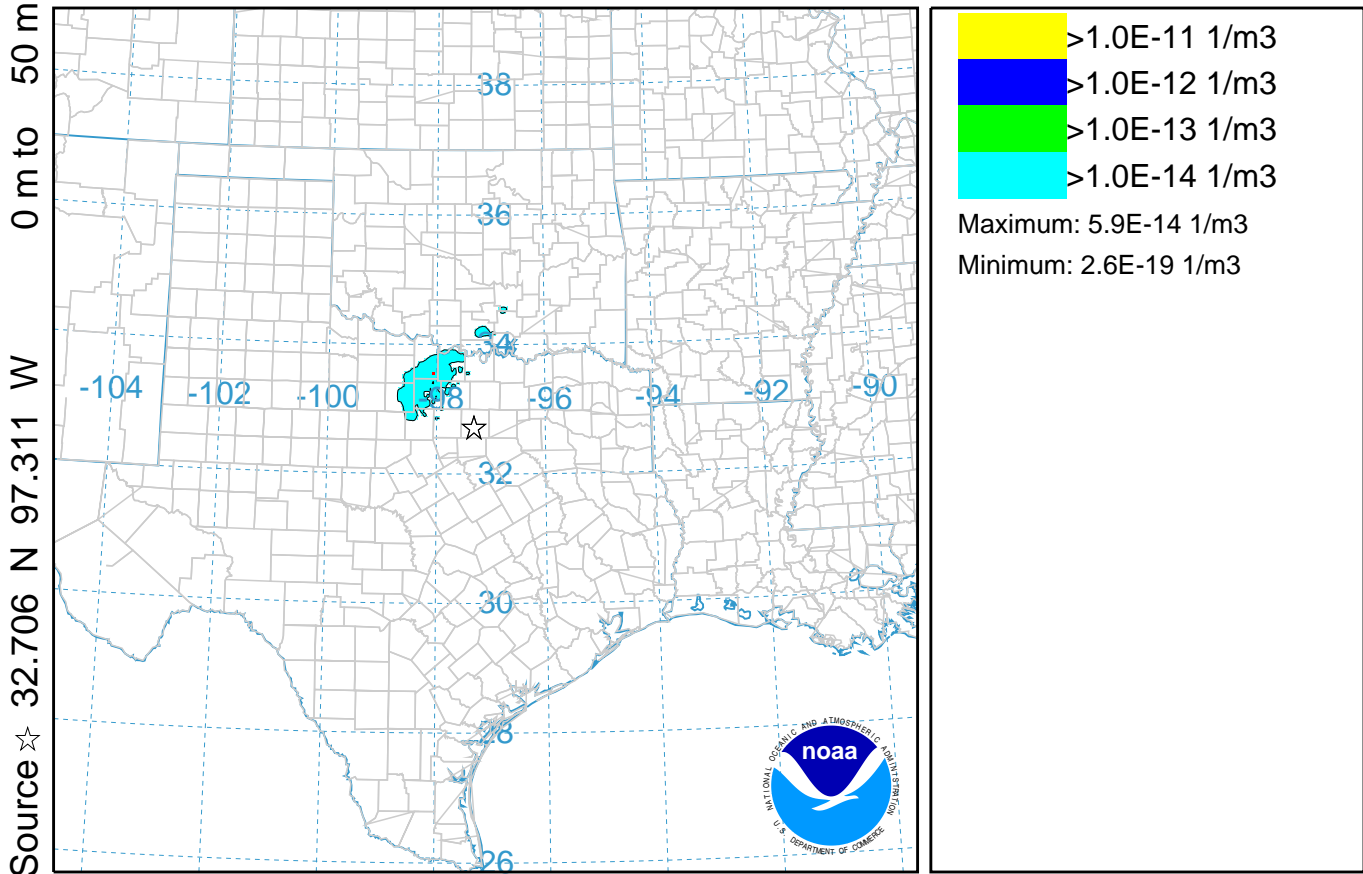 Source ☆ 32.706 N 97.311 W 0 m to 50 m
38
36
34
-104
-102
-100
-98
-96
-94
-92
-90
32
30
28
26
>1.0E-11 1/m3
>1.0E-12 1/m3
>1.0E-13 1/m3
>1.0E-14 1/m3
Maximum: 5.9E-14 1/m3
Minimum: 2.6E-19 1/m3
NATIONAL OCEANIC AND ATMOSPHERIC ADMINISTRATION
noaa
U.S. DEPARTMENT OF COMMERCE